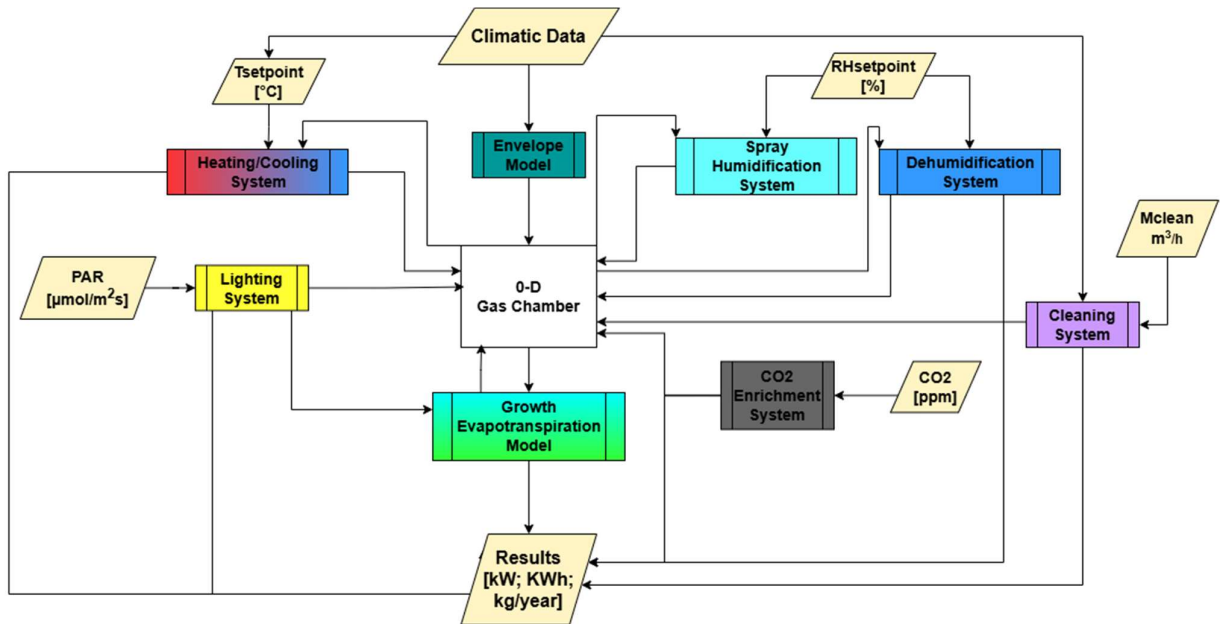 Climatic Data
Tsetpoint
[°C]
RHsetpoint
[%]
Heating/Cooling
System
Envelope
Model
Spray
Humidification
System
Dehumidification
System
Mclean
m³/h
PAR
[µmol/m²s]
Lighting
System
0-D
Gas Chamber
Cleaning
System
CO2
Enrichment
System
CO2
[ppm]
Growth
Evapotranspiration
Model
Results
[kW; KWh;
kg/year]